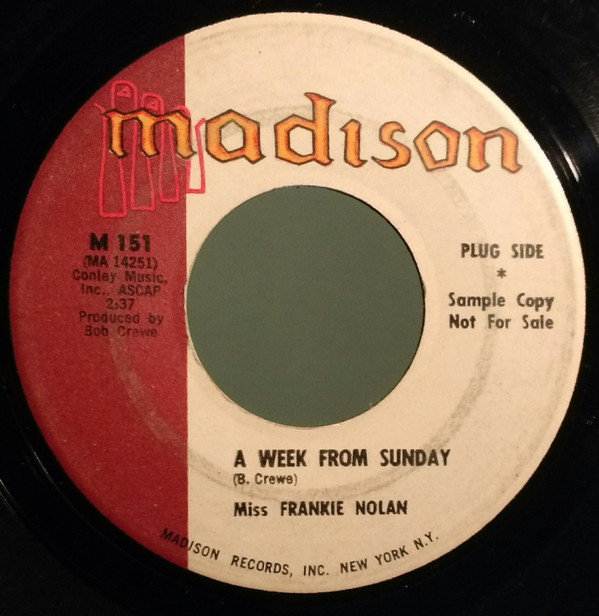 madison
M 151
(MA 14251)
Conley Music,
Inc., ASCAP
2:37
Produced by
Bob Crewe
PLUG SIDE
*
Sample Copy
Not For Sale
A WEEK FROM SUNDAY
(B. Crewe)
Miss FRANKIE NOLAN
MADISON RECORDS, INC. NEW YORK N.Y.